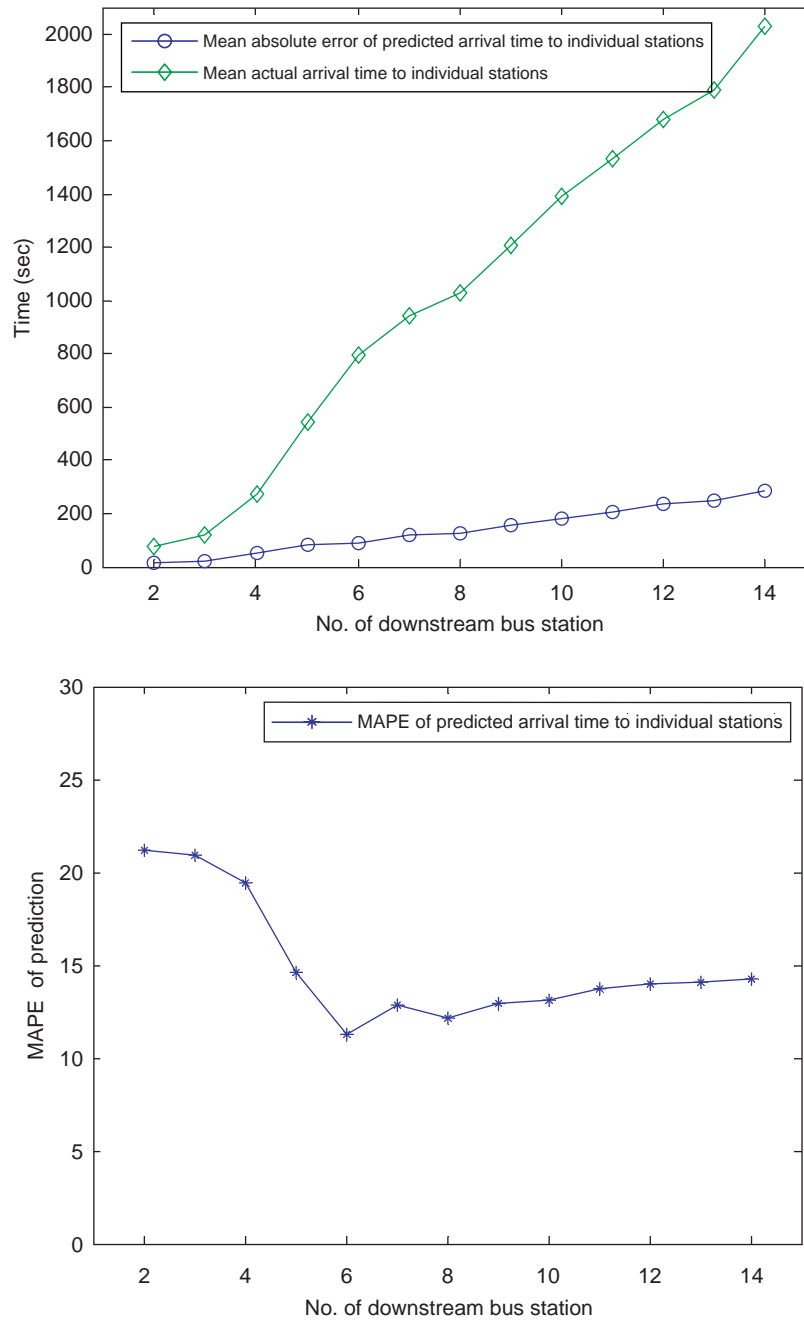 2000
1800
1600
1400
1200
1000
800
600
400
200
0
Time (sec)
Mean absolute error of predicted arrival time to individual stations
Mean actual arrival time to individual stations
2 4 6 8 10 12 14
No. of downstream bus station
30
25
20
15
10
5
0
MAPE of prediction
MAPE of predicted arrival time to individual stations
2 4 6 8 10 12 14
No. of downstream bus station